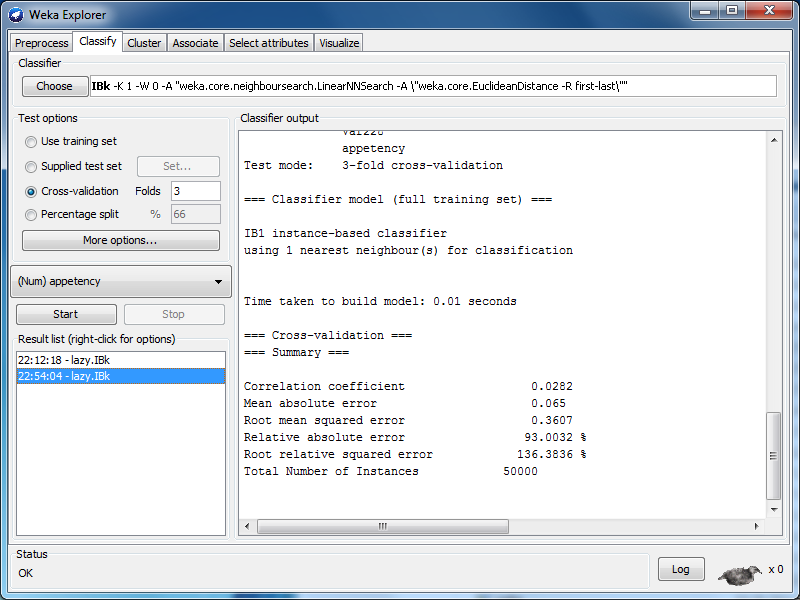 Weka Explorer
Preprocess Classify Cluster Associate Select attributes Visualize
Classifier
Choose IBk -K 1 -W 0 -A "weka.core.neighboursearch.LinearNNSearch -A \"weka.core.EuclideanDistance -R first-last\""
Test options
Use training set
Supplied test set Set...
Cross-validation Folds 3
Percentage split % 66
More options...
(Num) appetency
Start Stop
Result list (right-click for options)
22:12:18 - lazy.IBk
22:54:04 - lazy.IBk
Classifier output
appetency
Test mode: 3-fold cross-validation
=== Classifier model (full training set) ===
IB1 instance-based classifier
using 1 nearest neighbour(s) for classification
Time taken to build model: 0.01 seconds
=== Cross-validation ===
=== Summary ===
Correlation coefficient 0.0282
Mean absolute error 0.065
Root mean squared error 0.3607
Relative absolute error 93.0032 %
Root relative squared error 136.3836 %
Total Number of Instances 50000
Status
OK
Log
x 0